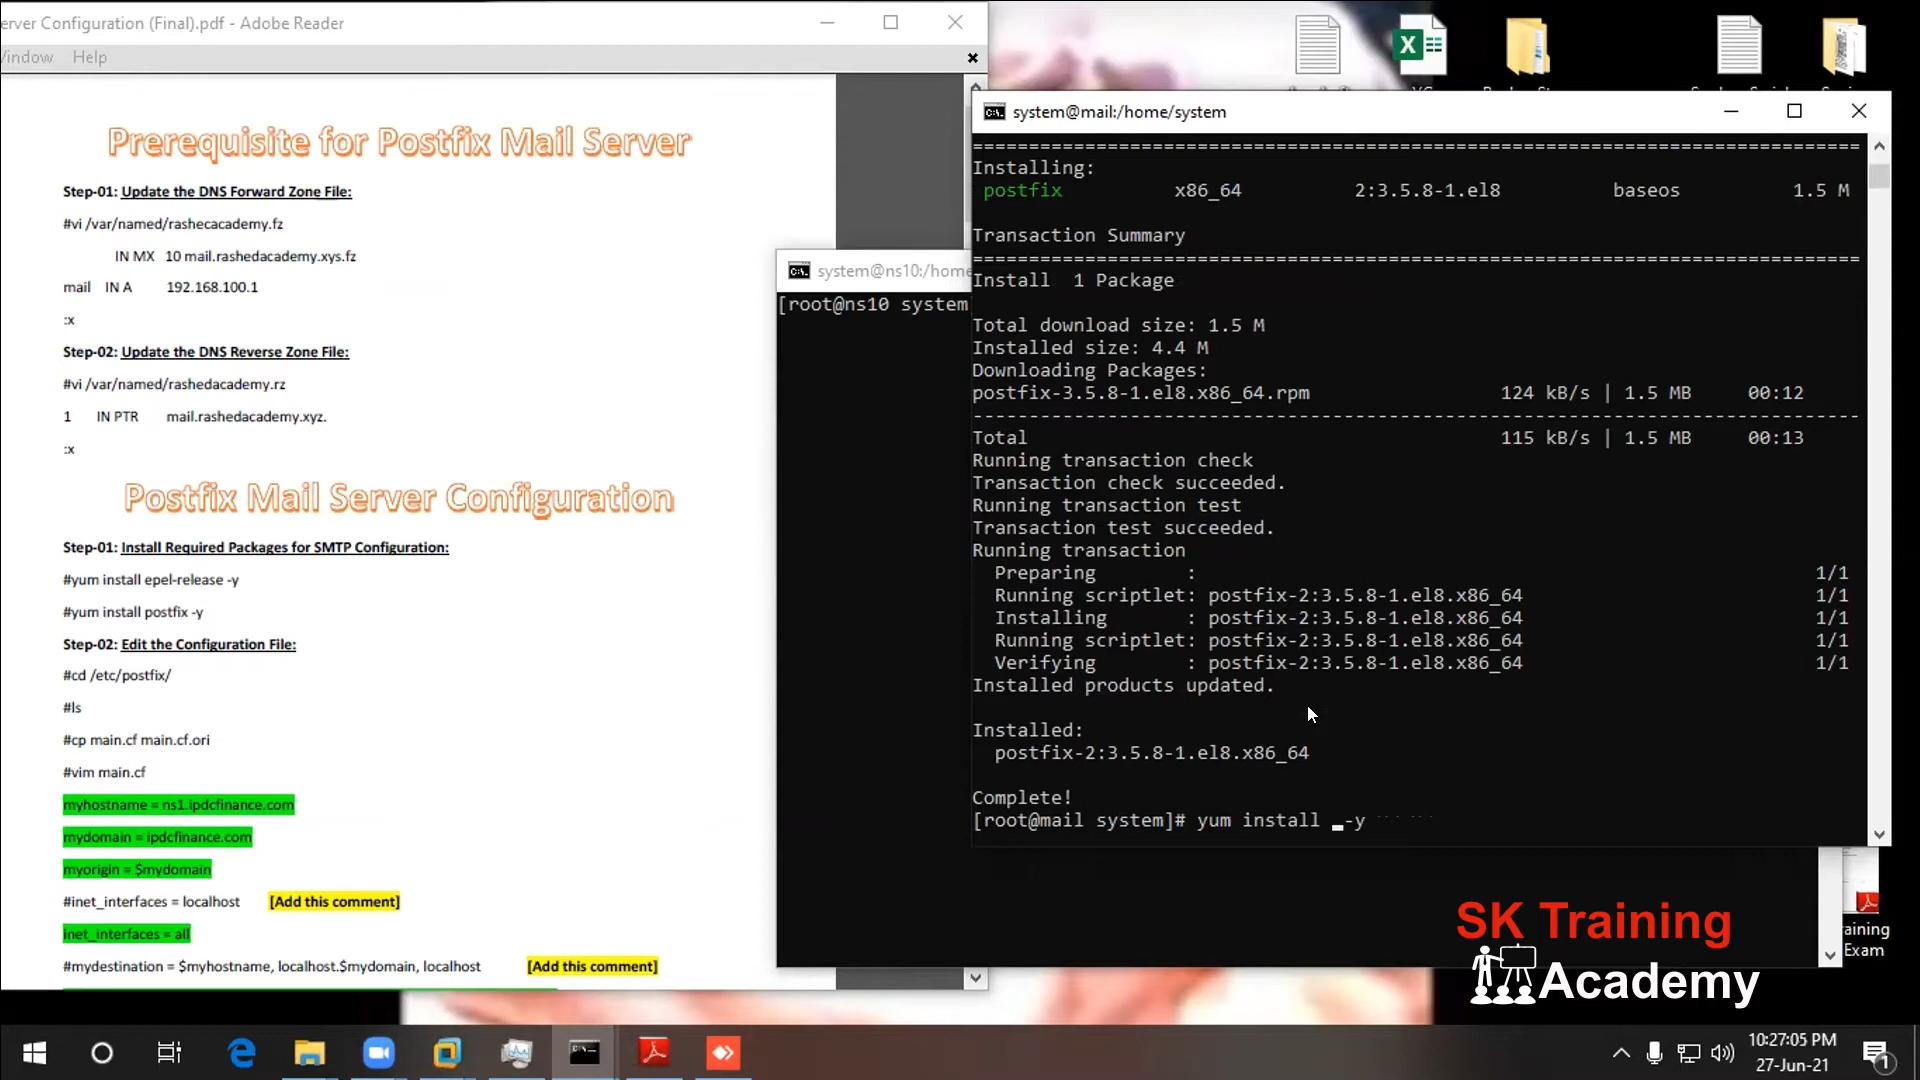 erver Configuration (Final).pdf - Adobe Reader
Window Help
Prerequisite for Postfix Mail Server
Step-01: Update the DNS Forward Zone File:
#vi /var/named/rashecacademy.fz
IN MX 10 mail.rashedacademy.xys.fz
mail IN A 192.168.100.1
:x
Step-02: Update the DNS Reverse Zone File:
#vi /var/named/rashedacademy.rz
1 IN PTR mail.rashedacademy.xyz.
:x
Postfix Mail Server Configuration
Step-01: Install Required Packages for SMTP Configuration:
#yum install epel-release -y
#yum install postfix -y
Step-02: Edit the Configuration File:
#cd /etc/postfix/
#ls
#cp main.cf main.cf.ori
#vim main.cf
myhostname = ns1.ipdcfinance.com
mydomain = ipdcfinance.com
myorigin = $mydomain
#inet_interfaces = localhost [Add this comment]
inet_interfaces = all
#mydestination = $myhostname, localhost.$mydomain, localhost [Add this comment]
system@ns10:/home
[root@ns10 system
system@mail:/home/system
Installing:
postfix x86_64 2:3.5.8-1.el8 baseos 1.5 M
Transaction Summary
Install 1 Package
Total download size: 1.5 M
Installed size: 4.4 M
Downloading Packages:
postfix-3.5.8-1.el8.x86_64.rpm 124 kB/s | 1.5 MB 00:12
Total 115 kB/s | 1.5 MB 00:13
Running transaction check
Transaction check succeeded.
Running transaction test
Transaction test succeeded.
Running transaction
Preparing : 1/1
Running scriptlet: postfix-2:3.5.8-1.el8.x86_64 1/1
Installing : postfix-2:3.5.8-1.el8.x86_64 1/1
Running scriptlet: postfix-2:3.5.8-1.el8.x86_64 1/1
Verifying : postfix-2:3.5.8-1.el8.x86_64 1/1
Installed products updated.
Installed:
postfix-2:3.5.8-1.el8.x86_64
Complete!
[root@mail system]# yum install -y
SK Training
Academy
aining
Exam
10:27:05 PM
27-Jun-21
1